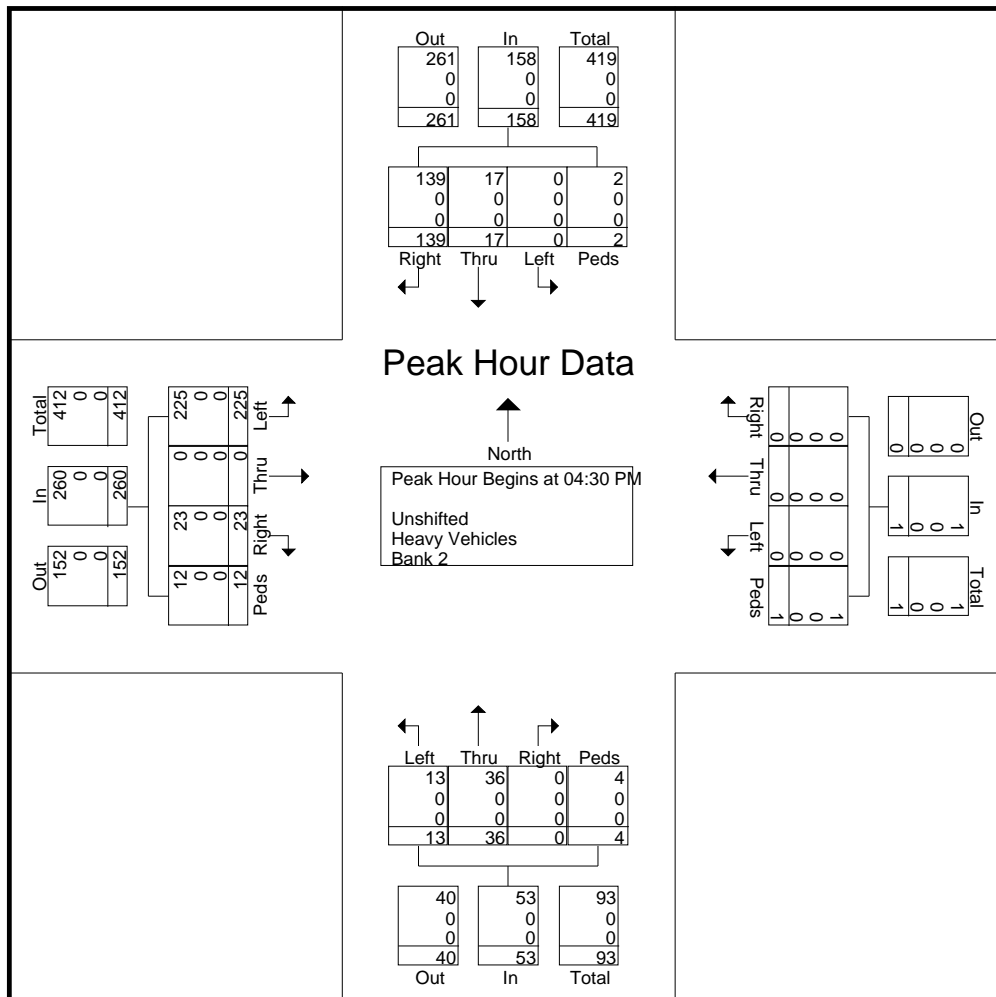 Out In Total
261 158 419
0 0 0
0 0 0
261 158 419
139 17 0 2
0 0 0 0
0 0 0 0
139 17 0 2
Right Thru Left Peds
Peak Hour Data
North
Peak Hour Begins at 04:30 PM
Unshifted
Heavy Vehicles
Bank 2
Total
412 0 0 412
In
260 0 0 260
Out
152 0 0 152
225 0 0 225
Left
0 0 0 0
Thru
23 0 0 23
Right
12 0 0 12
Peds
Right
0 0 0 0
Thru
0 0 0 0
Left
0 0 0 0
Peds
1 0 0 1
Out
0 0 0 0
In
1 0 0 1
Total
1 0 0 1
Left Thru Right Peds
13 36 0 4
0 0 0 0
0 0 0 0
13 36 0 4
40 53 93
0 0 0
0 0 0
40 53 93
Out In Total